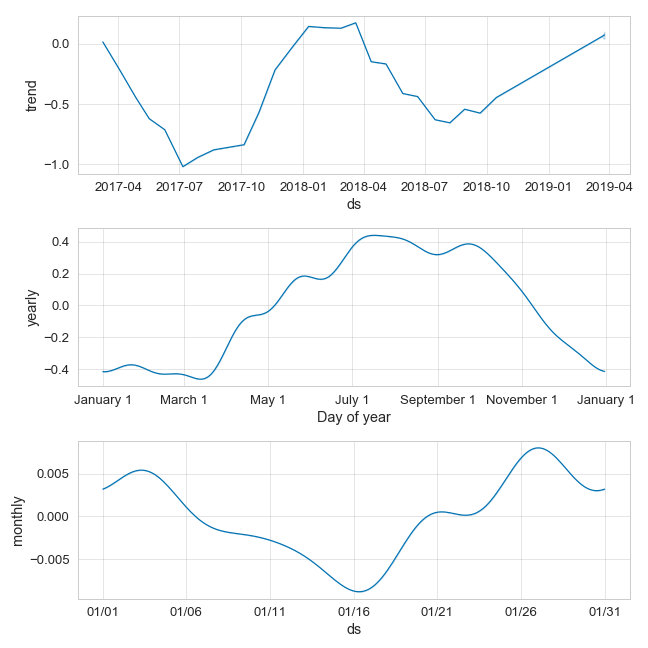 0.0
−0.5
−1.0
trend
2017-04 2017-07 2017-10 2018-01 2018-04 2018-07 2018-10 2019-01 2019-04
ds
0.4
0.2
0.0
−0.2
−0.4
yearly
January 1 March 1 May 1 July 1 September 1 November 1 January 1
Day of year
0.005
0.000
−0.005
monthly
01/01 01/06 01/11 01/16 01/21 01/26 01/31
ds